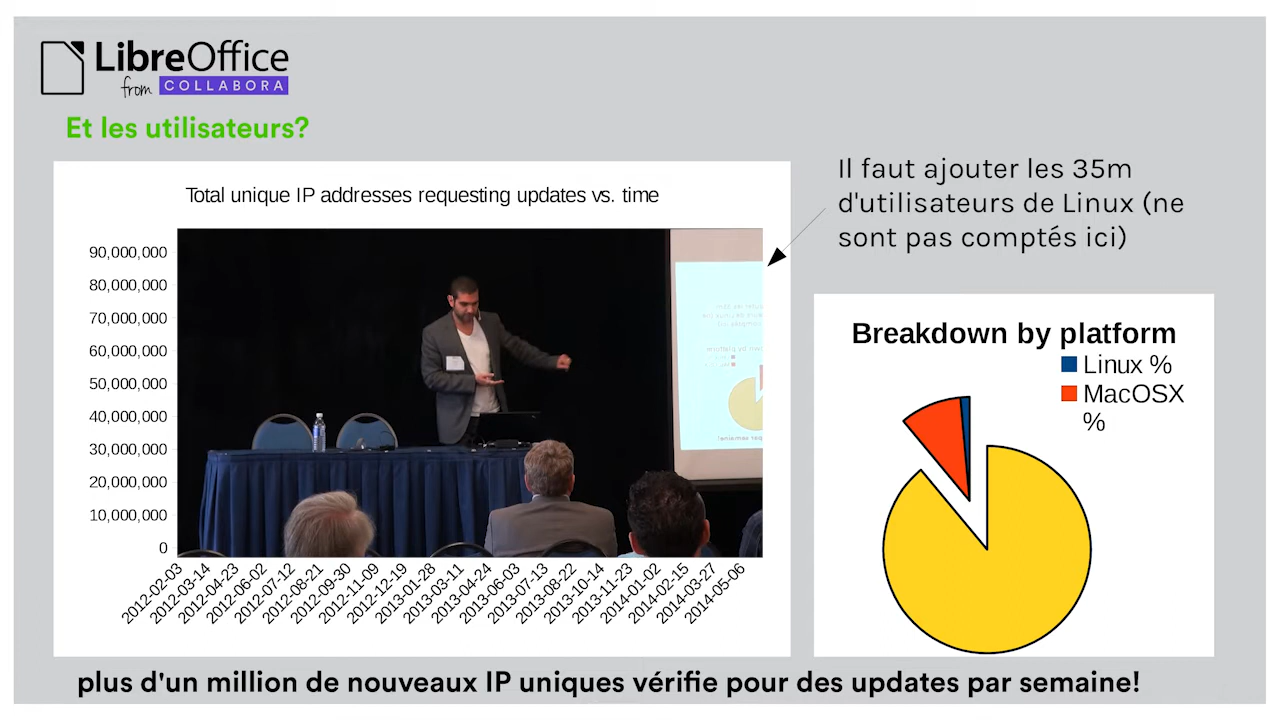 LibreOffice
from COLLABORA
Et les utilisateurs?
Total unique IP addresses requesting updates vs. time
90,000,000
80,000,000
70,000,000
60,000,000
50,000,000
40,000,000
30,000,000
20,000,000
10,000,000
0
2012-02-03
2012-03-14
2012-04-23
2012-06-02
2012-07-12
2012-08-21
2012-09-30
2012-11-09
2012-12-19
2013-01-28
2013-03-11
2013-04-24
2013-06-03
2013-07-13
2013-08-22
2013-10-14
2013-11-23
2014-01-02
2014-02-15
2014-03-27
2014-05-06
Il faut ajouter les 35m
d'utilisateurs de Linux (ne
sont pas comptés ici)
Breakdown by platform
Linux %
MacOSX
%
plus d'un million de nouveaux IP uniques vérifie pour des updates par semaine!